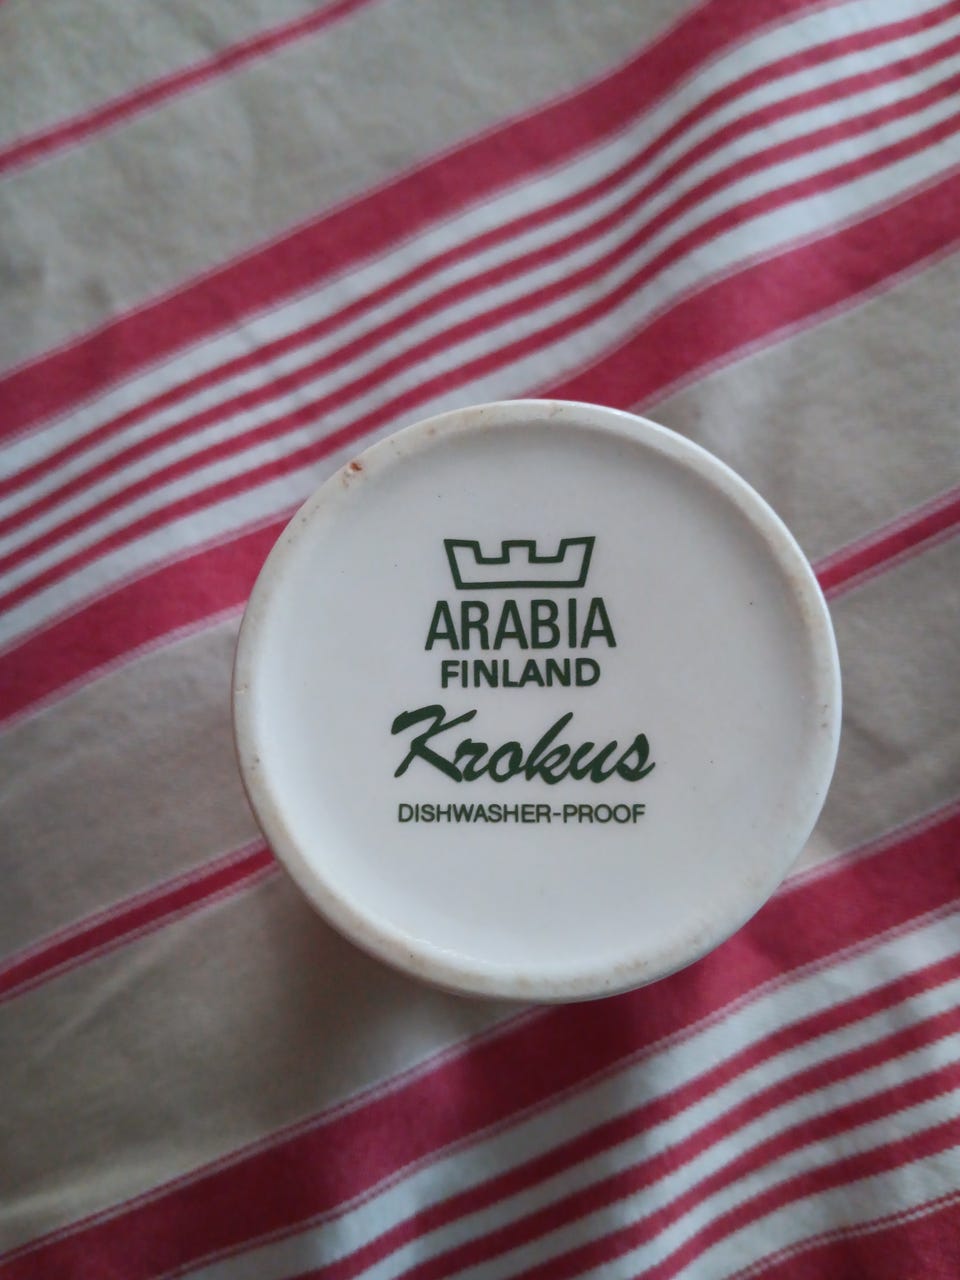 ARABIA
FINLAND
Krokus
DISHWASHER-PROOF